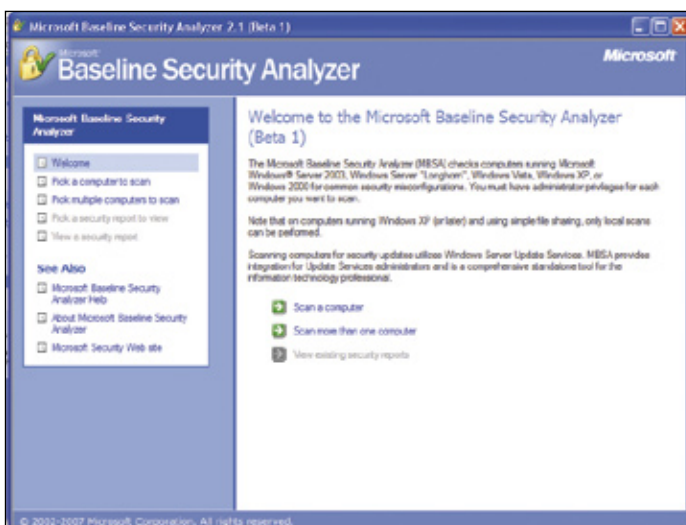 Microsoft Baseline Security Analyzer 2.1 (Beta 1)
Microsoft
Baseline Security Analyzer
Microsoft
Microsoft Baseline Security
Analyzer
Welcome
Pick a computer to scan
Pick multiple computers to scan
Pick a security report to view
View a security report
See Also
Microsoft Baseline Security
Analyzer Help
About Microsoft Baseline Security
Analyzer
Microsoft Security Web site
Welcome to the Microsoft Baseline Security Analyzer
(Beta 1)
The Microsoft Baseline Security Analyzer (MBSA) checks computers running Microsoft
Windows® Server 2003, Windows Server "Longhorn", Windows Vista, Windows XP, or
Windows 2000 for common security misconfigurations. You must have administrator privileges for each
computer you want to scan.
Note that on computers running Windows XP (or later) and using simple file sharing, only local scans
can be performed.
Scanning computers for security updates utilizes Windows Server Update Services. MBSA provides
integration for Update Services administrators and is a comprehensive standalone tool for the
information technology professional.
Scan a computer
Scan more than one computer
View existing security reports
© 2002-2007 Microsoft Corporation. All rights reserved.